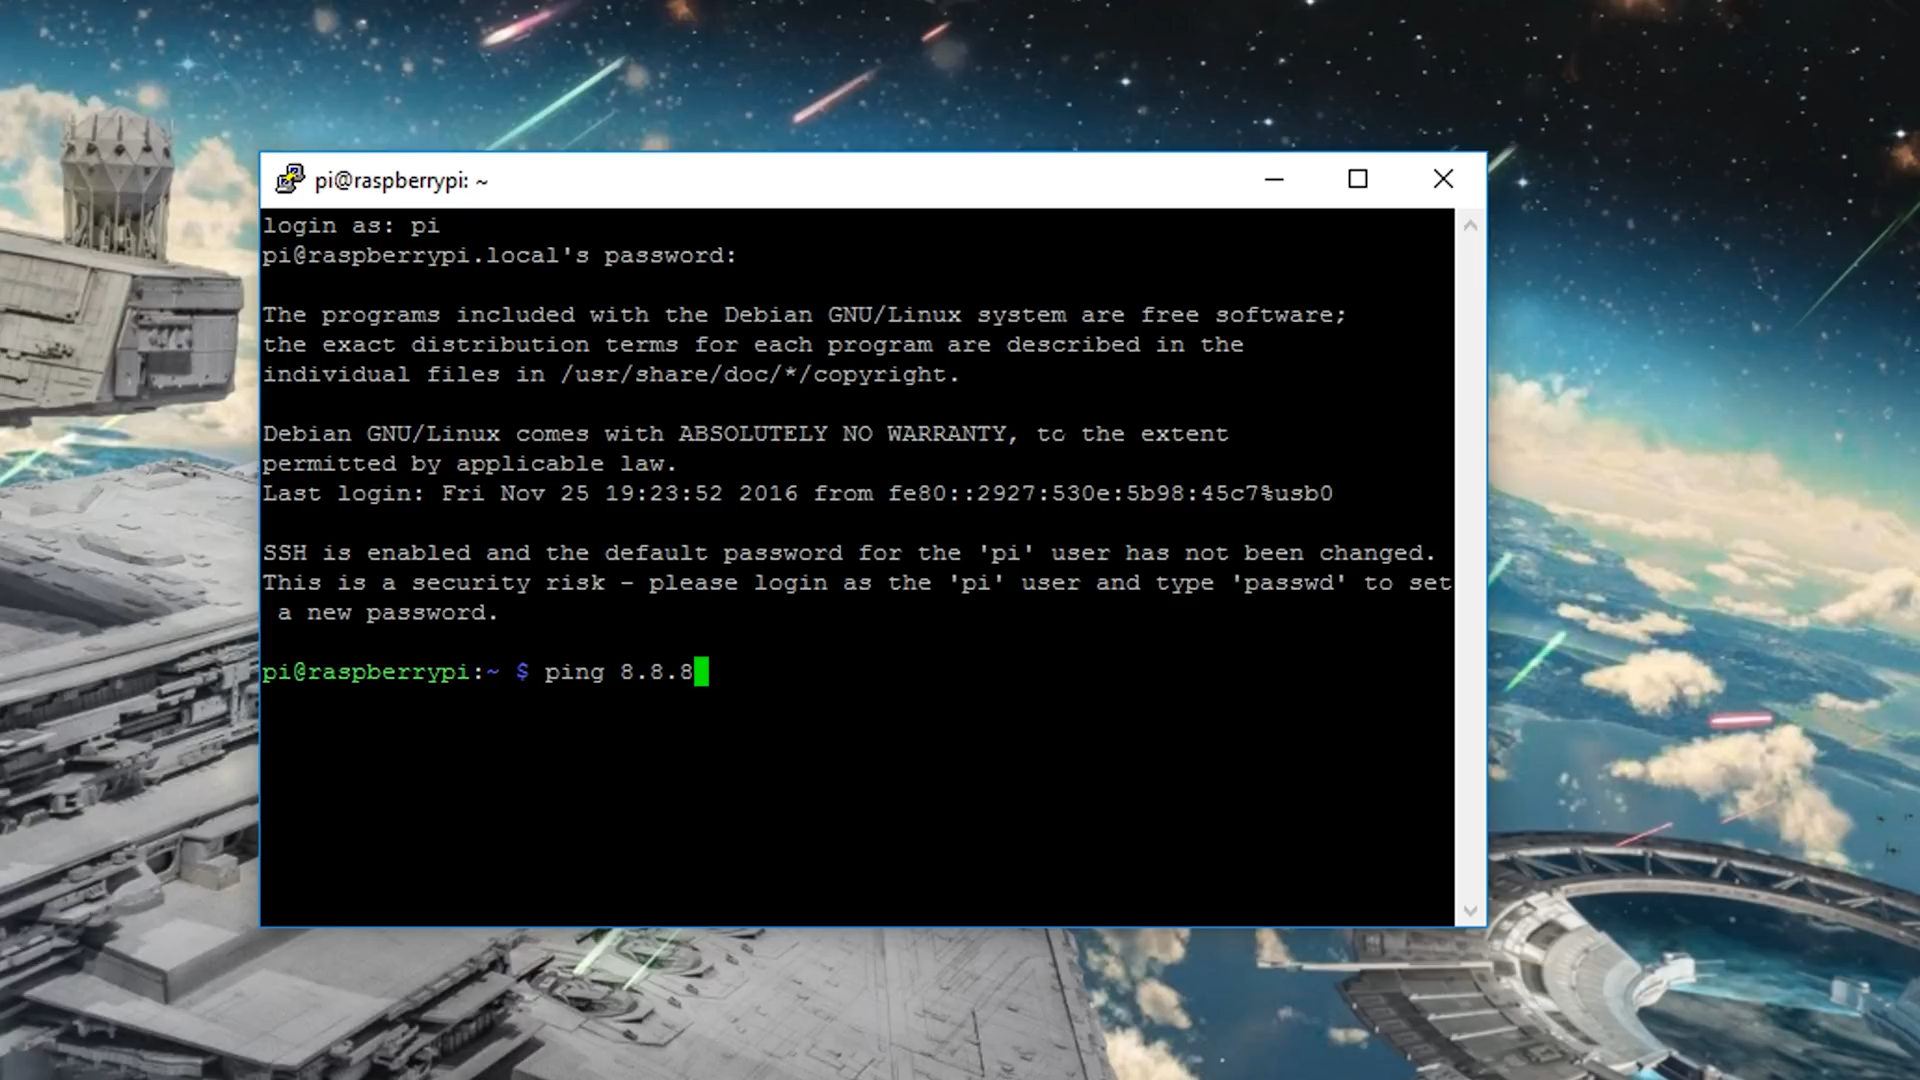 pi@raspberrypi: ~
login as: pi
pi@raspberrypi.local's password:
The programs included with the Debian GNU/Linux system are free software;
the exact distribution terms for each program are described in the
individual files in /usr/share/doc/*/copyright.
Debian GNU/Linux comes with ABSOLUTELY NO WARRANTY, to the extent
permitted by applicable law.
Last login: Fri Nov 25 19:23:52 2016 from fe80::2927:530e:5b98:45c7%usb0
SSH is enabled and the default password for the 'pi' user has not been changed.
This is a security risk - please login as the 'pi' user and type 'passwd' to set
 a new password.
pi@raspberrypi:~ $ ping 8.8.8